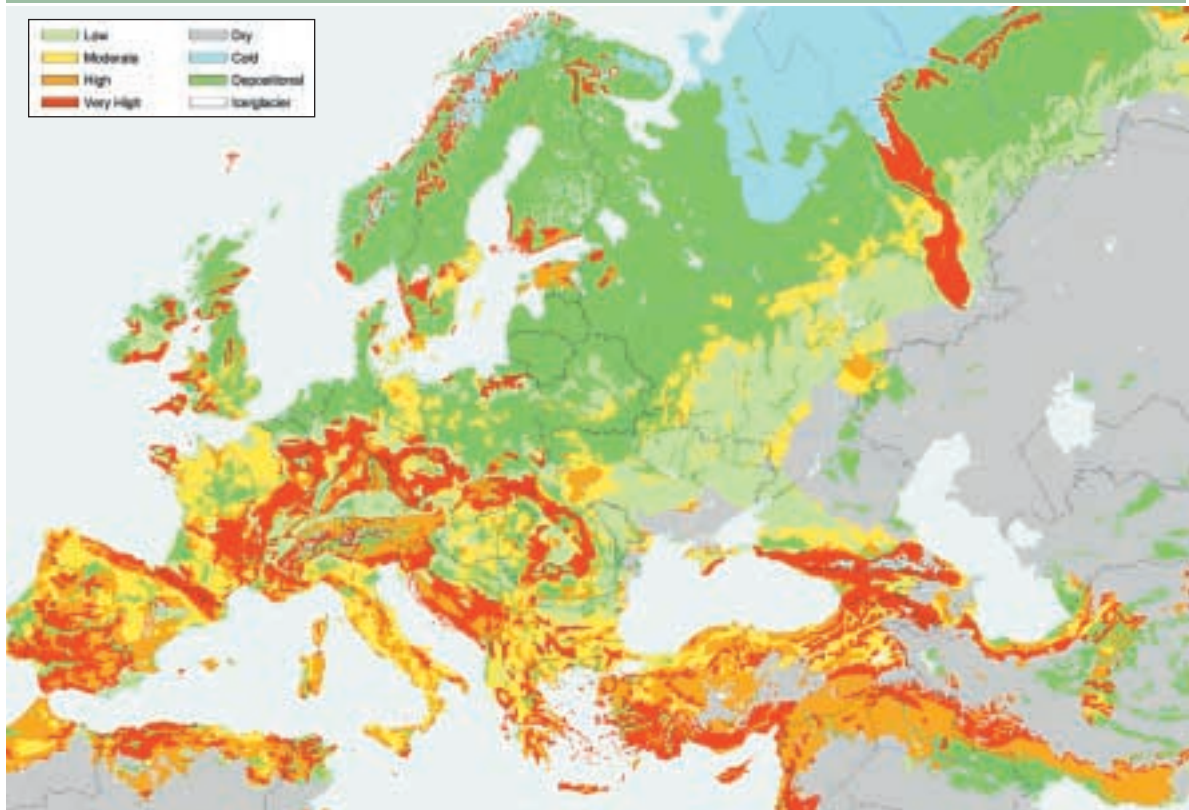 Low
Moderate
High
Very High
Dry
Cold
Depositional
Ice/glacier